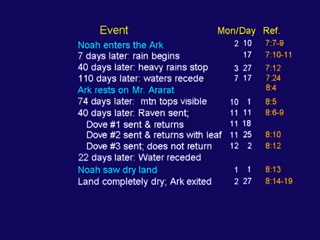 Event Mon/Day Ref.
Noah enters the Ark 2 10 7:7-9
7 days later: rain begins 17 7:10-11
40 days later: heavy rains stop 3 27 7:12
110 days later: waters recede 7 17 7:24
Ark rests on Mr. Ararat 8:4
74 days later: mtn tops visible 10 1 8:5
40 days later: Raven sent; 11 11 8:6-9
Dove #1 sent & returns 11 18
Dove #2 sent & returns with leaf 11 25 8:10
Dove #3 sent; does not return 12 2 8:12
22 days later: Water receded
Noah saw dry land 1 1 8:13
Land completely dry; Ark exited 2 27 8:14-19